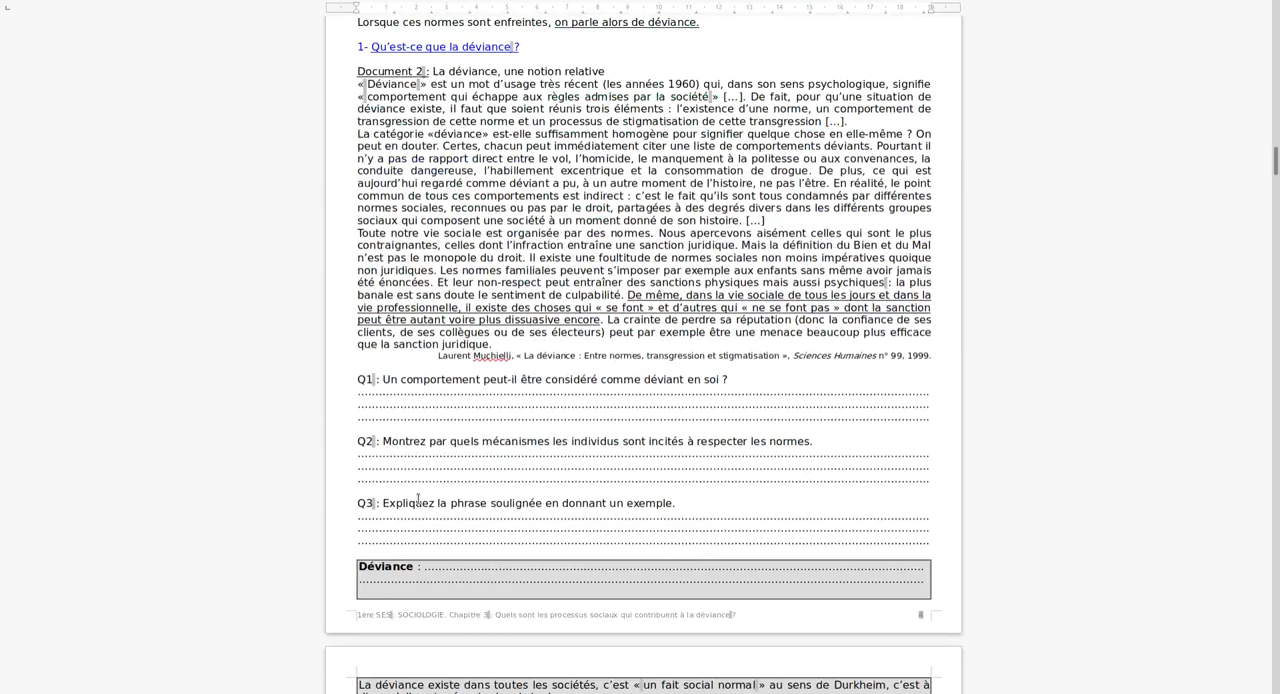 1 2 3 4 5 6 7 8 9 10 11 12 13 14 15 16 17 18 19
Lorsque ces normes sont enfreintes, on parle alors de déviance.
1- Qu’est-ce que la déviance ?
Document 2 : La déviance, une notion relative
« Déviance » est un mot d’usage très récent (les années 1960) qui, dans son sens psychologique, signifie
« comportement qui échappe aux règles admises par la société » […]. De fait, pour qu’une situation de
déviance existe, il faut que soient réunis trois éléments : l’existence d’une norme, un comportement de
transgression de cette norme et un processus de stigmatisation de cette transgression […].
La catégorie «déviance» est-elle suffisamment homogène pour signifier quelque chose en elle-même ? On
peut en douter. Certes, chacun peut immédiatement citer une liste de comportements déviants. Pourtant il
n’y a pas de rapport direct entre le vol, l’homicide, le manquement à la politesse ou aux convenances, la
conduite dangereuse, l’habillement excentrique et la consommation de drogue. De plus, ce qui est
aujourd’hui regardé comme déviant a pu, à un autre moment de l’histoire, ne pas l’être. En réalité, le point
commun de tous ces comportements est indirect : c’est le fait qu’ils sont tous condamnés par différentes
normes sociales, reconnues ou pas par le droit, partagées à des degrés divers dans les différents groupes
sociaux qui composent une société à un moment donné de son histoire. […]
Toute notre vie sociale est organisée par des normes. Nous apercevons aisément celles qui sont le plus
contraignantes, celles dont l’infraction entraîne une sanction juridique. Mais la définition du Bien et du Mal
n’est pas le monopole du droit. Il existe une foultitude de normes sociales non moins impératives quoique
non juridiques. Les normes familiales peuvent s’imposer par exemple aux enfants sans même avoir jamais
été énoncées. Et leur non-respect peut entraîner des sanctions physiques mais aussi psychiques : la plus
banale est sans doute le sentiment de culpabilité. De même, dans la vie sociale de tous les jours et dans la
vie professionnelle, il existe des choses qui « se font » et d’autres qui « ne se font pas » dont la sanction
peut être autant voire plus dissuasive encore. La crainte de perdre sa réputation (donc la confiance de ses
clients, de ses collègues ou de ses électeurs) peut par exemple être une menace beaucoup plus efficace
que la sanction juridique.
Laurent Muchielli, « La déviance : Entre normes, transgression et stigmatisation », Sciences Humaines n° 99, 1999.
Q1 : Un comportement peut-il être considéré comme déviant en soi ?
Q2 : Montrez par quels mécanismes les individus sont incités à respecter les normes.
Q3 : Expliquez la phrase soulignée en donnant un exemple.
Déviance :
1ère SES : SOCIOLOGIE. Chapitre 3 : Quels sont les processus sociaux qui contribuent à la déviance ?
La déviance existe dans toutes les sociétés, c’est « un fait social normal » au sens de Durkheim, c’est à